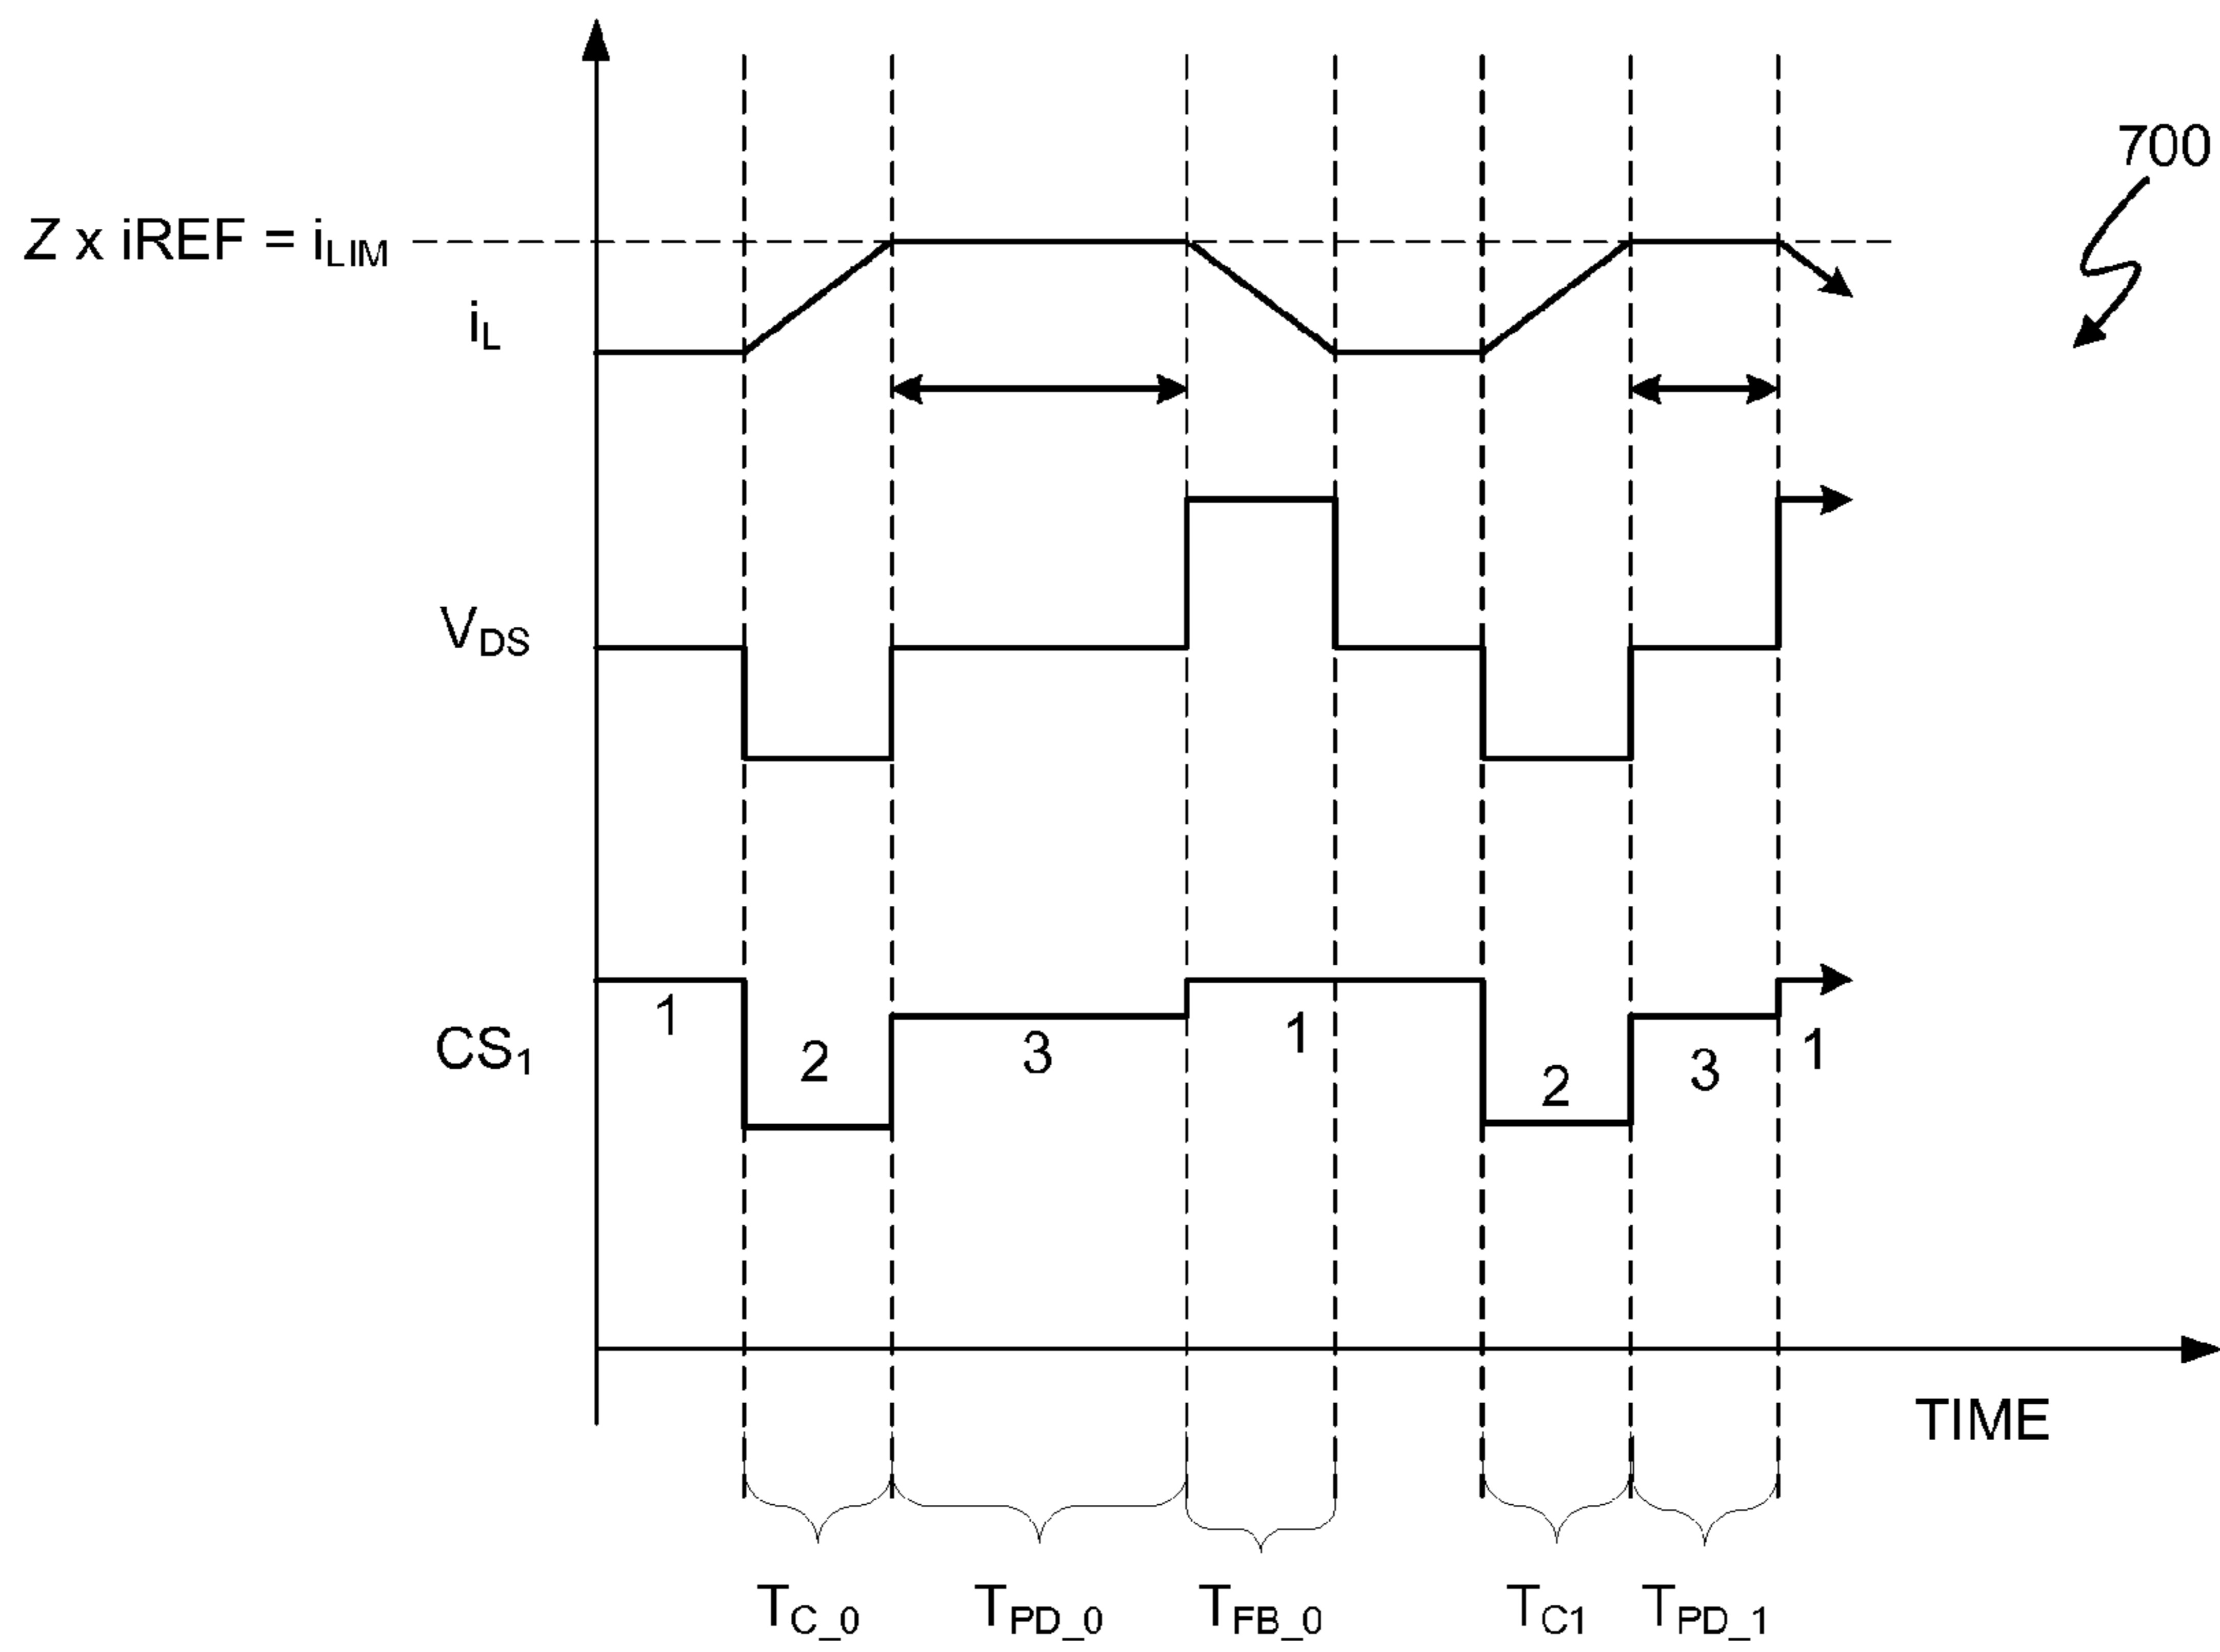 700
Z x iREF = iLIM
iL
VDS
CS1
1
2
3
1
2
3
1
TIME
TC_0
TPD_0
TFB_0
TC1
TPD_1